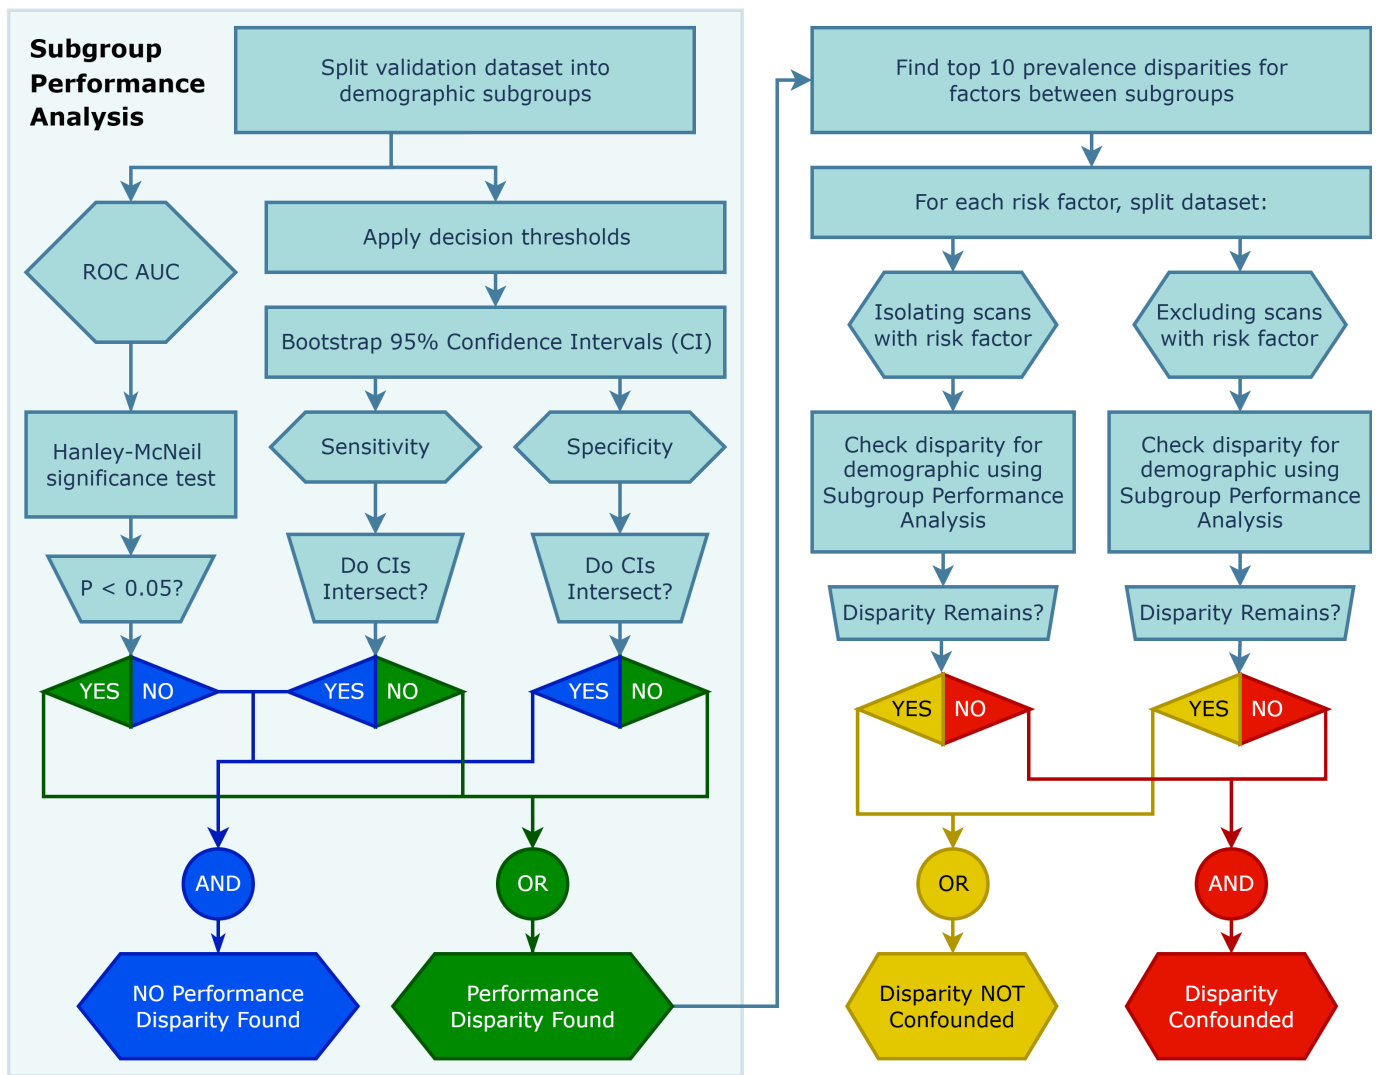 Subgroup
Performance
Analysis
Split validation dataset into
demographic subgroups
ROC AUC
Apply decision thresholds
Bootstrap 95% Confidence Intervals (CI)
Hanley-McNeil
significance test
Sensitivity
Specificity
P < 0.05?
Do CIs
Intersect?
Do CIs
Intersect?
YES NO
YES NO
YES NO
AND
OR
NO Performance
Disparity Found
Performance
Disparity Found
Find top 10 prevalence disparities for
factors between subgroups
For each risk factor, split dataset:
Isolating scans
with risk factor
Excluding scans
with risk factor
Check disparity for
demographic using
Subgroup Performance
Analysis
Check disparity for
demographic using
Subgroup Performance
Analysis
Disparity Remains?
Disparity Remains?
YES NO
YES NO
OR
AND
Disparity NOT
Confounded
Disparity
Confounded